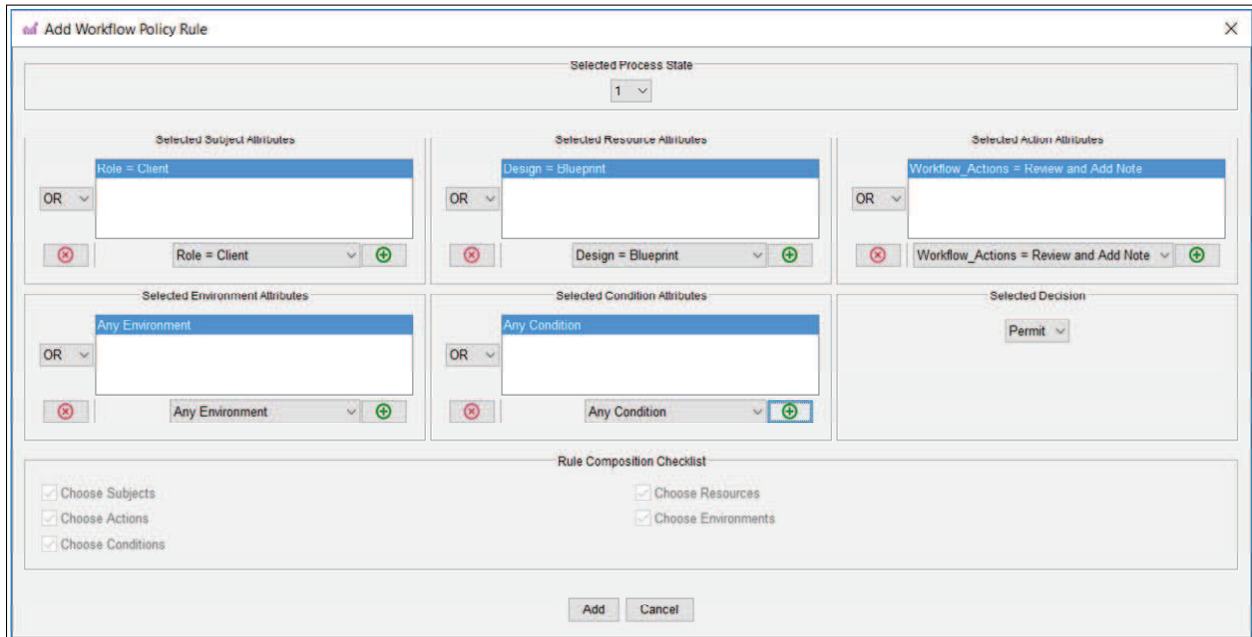 Add Workflow Policy Rule
Selected Process State
1
Selected Subject Attributes
Selected Resource Attributes
Selected Action Attributes
Role = Client
Design = Blueprint
Workflow_Actions = Review and Add Note
OR
OR
OR
Role = Client
Design = Blueprint
Workflow_Actions = Review and Add Note
Selected Environment Attributes
Selected Condition Attributes
Selected Decision
Any Environment
Any Condition
Permit
OR
OR
Any Environment
Any Condition
Rule Composition Checklist
Choose Subjects
Choose Resources
Choose Actions
Choose Environments
Choose Conditions
Add
Cancel